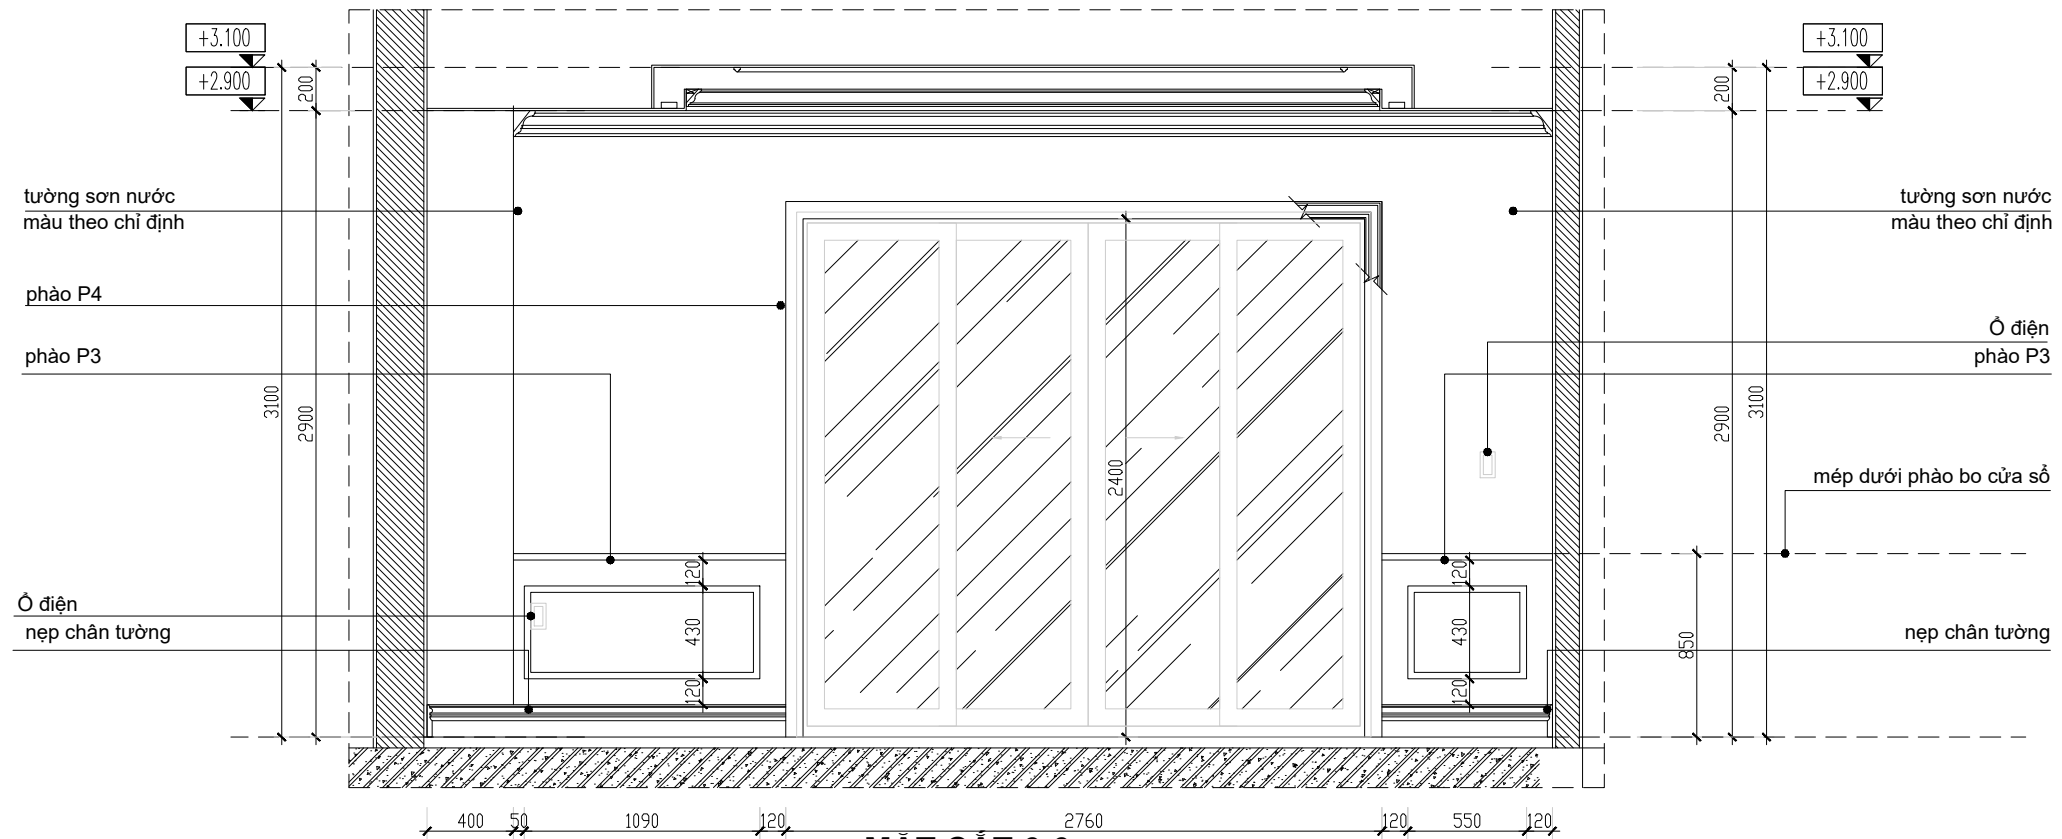 +3.100
+2.900
+3.100
+2.900
200
200
tường sơn nước
màu theo chỉ định
tường sơn nước
màu theo chỉ định
phào P4
phào P3
Ổ điện
phào P3
3100
2900
2900
3100
2400
mép dưới phào bo cửa sổ
120
430
120
120
430
120
850
Ổ điện
nẹp chân tường
nẹp chân tường
400
50
1090
120
2760
120
550
120